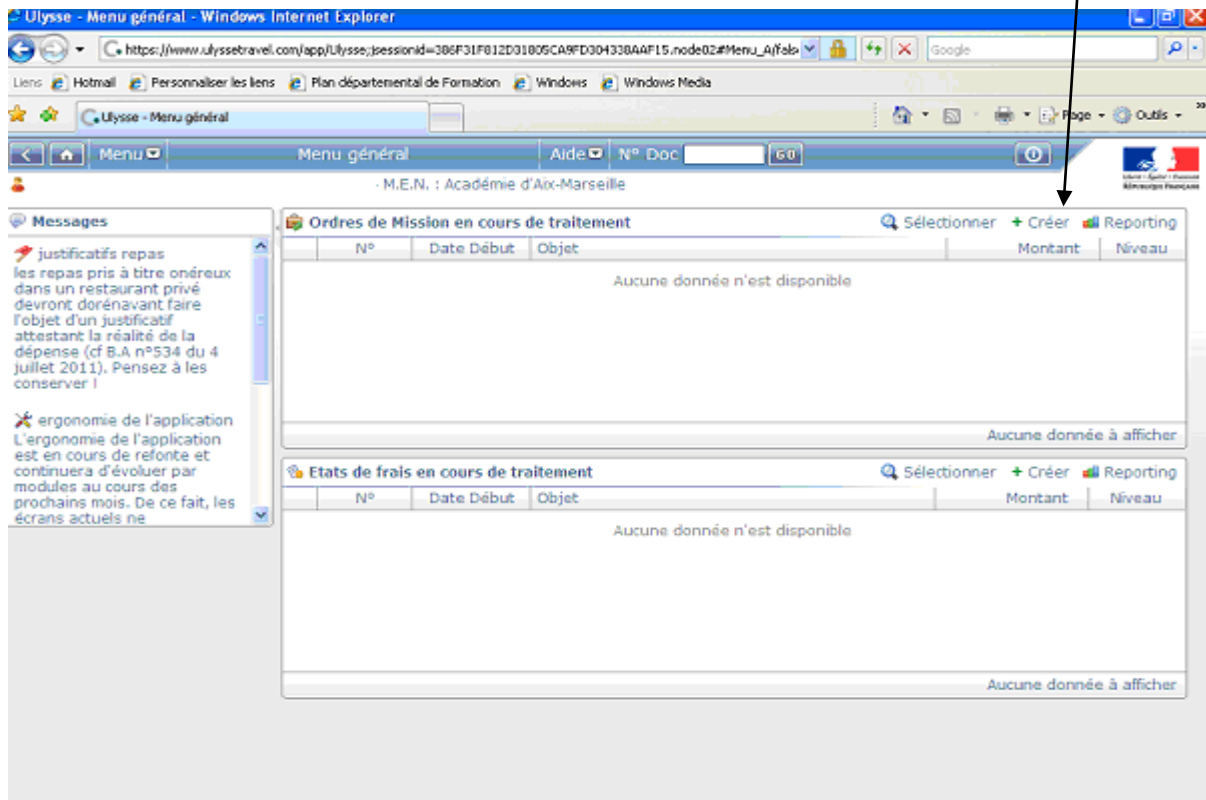 Ulysse - Menu général - Windows Internet Explorer
https://www.ulyssetravel.com/app/Ulysse;jsessionid=386F31F812D31805CA9FD304338AAF15.node02#Menu_A/fals
Google
Liens Hotmail Personnaliser les liens Plan départemental de Formation Windows Windows Media
Ulysse - Menu général
Page Outils
Menu Menu général Aide N° Doc GO
M.E.N. : Académie d'Aix-Marseille
Messages
justificatifs repas
les repas pris à titre onéreux
dans un restaurant privé
devront dorénavant faire
l'objet d'un justificatif
attestant la réalité de la
dépense (cf B.A n°534 du 4
juillet 2011). Pensez à les
conserver !
ergonomie de l'application
L'ergonomie de l'application
est en cours de refonte et
continuera d'évoluer par
modules au cours des
prochains mois. De ce fait, les
écrans actuels ne
Ordres de Mission en cours de traitement Sélectionner + Créer Reporting
N° Date Début Objet Montant Niveau
Aucune donnée n'est disponible
Aucune donnée à afficher
Etats de frais en cours de traitement Sélectionner + Créer Reporting
N° Date Début Objet Montant Niveau
Aucune donnée n'est disponible
Aucune donnée à afficher